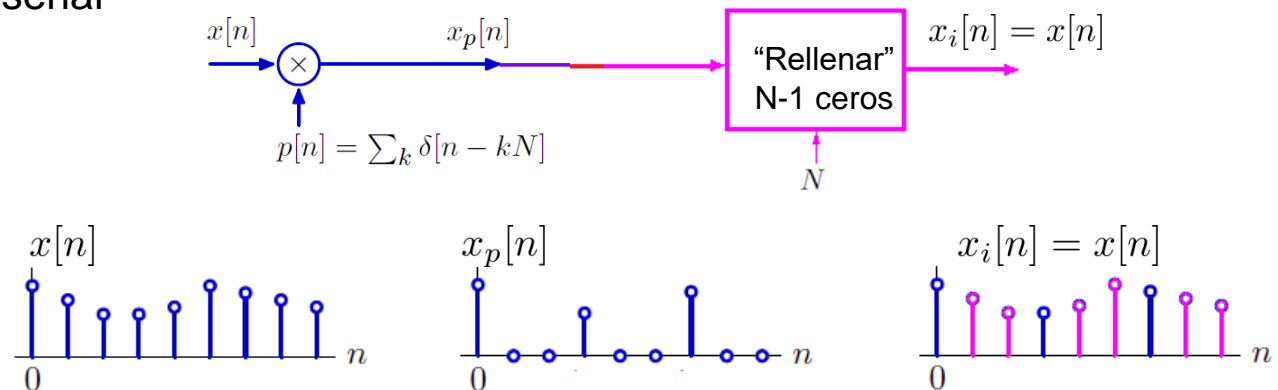 señal
x[n]
×
x_p[n]
"Rellenar"
N-1 ceros
x_i[n] = x[n]
p[n] = ∑_k δ[n − kN]
N
x[n]
n
0
x_p[n]
n
0
x_i[n] = x[n]
n
0